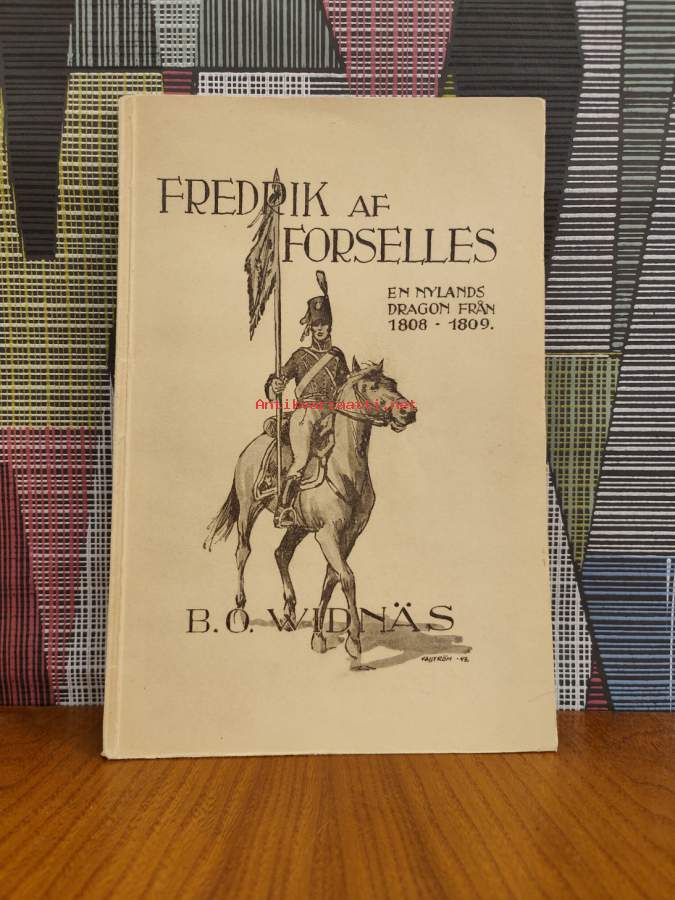 FREDRIK AF
FORSELLES
EN NYLANDS
DRAGON FRÅN
1808 - 1809.
Antikvariaatti.net
B. O. WIDNÄS